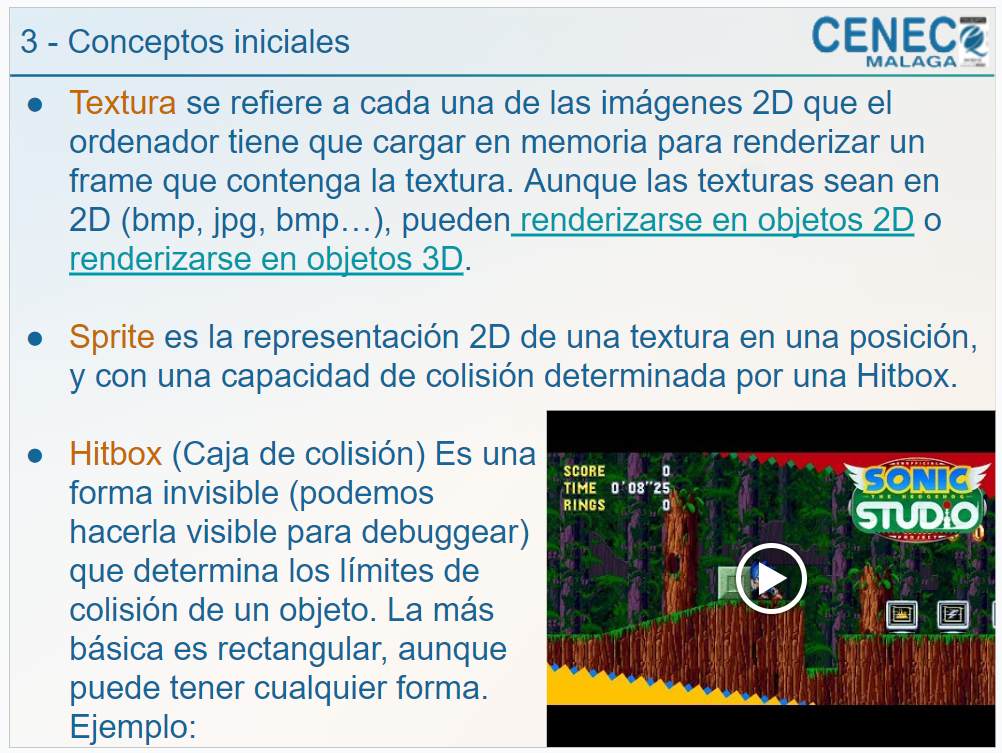 3 - Conceptos iniciales
CENEC
MALAGA
● Textura se refiere a cada una de las imágenes 2D que el
ordenador tiene que cargar en memoria para renderizar un
frame que contenga la textura. Aunque las texturas sean en
2D (bmp, jpg, bmp…), pueden renderizarse en objetos 2D o
renderizarse en objetos 3D.
● Sprite es la representación 2D de una textura en una posición,
y con una capacidad de colisión determinada por una Hitbox.
● Hitbox (Caja de colisión) Es una
forma invisible (podemos
hacerla visible para debuggear)
que determina los límites de
colisión de un objeto. La más
básica es rectangular, aunque
puede tener cualquier forma.
Ejemplo:
SCORE 0
TIME 0'08"25
RINGS 0
UNOFFICIAL
SONIC
THE HEDGEHOG
STUDIO
PROJECT